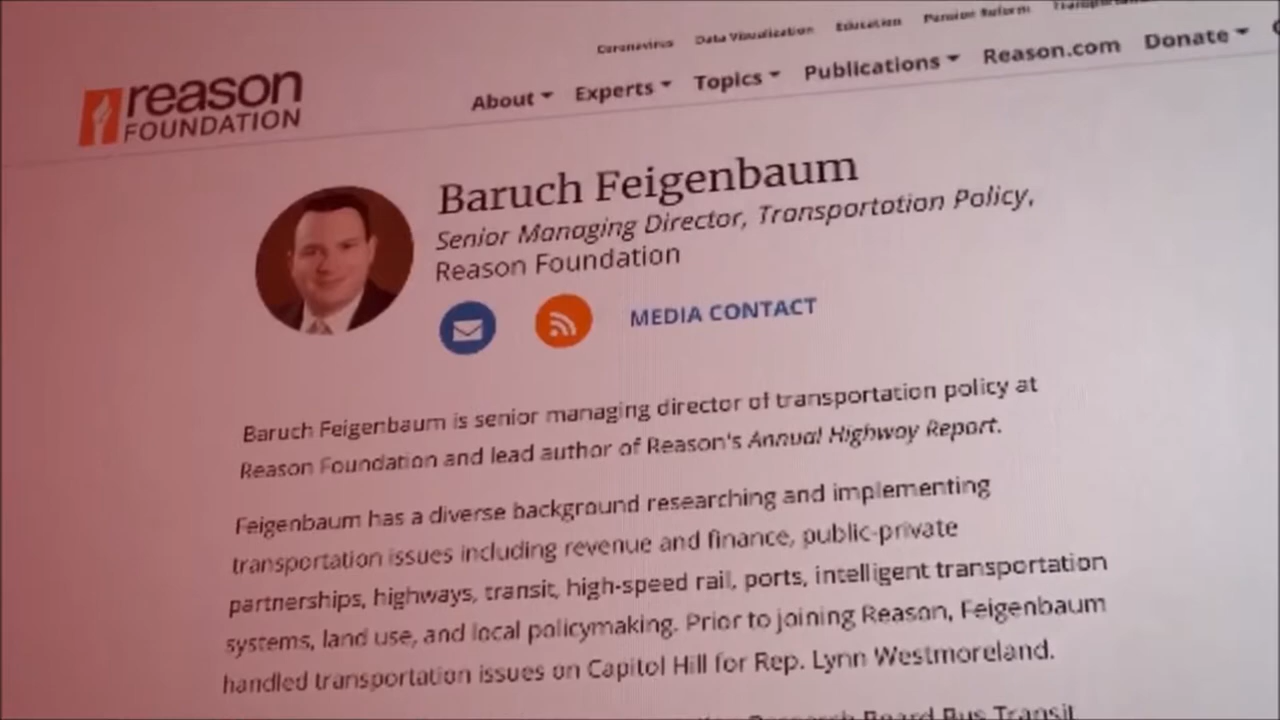 Coronavirus Data Visualization Education Pension Reform
reason
FOUNDATION
About Experts Topics Publications Reason.com Donate
Baruch Feigenbaum
Senior Managing Director, Transportation Policy,
Reason Foundation
MEDIA CONTACT
Baruch Feigenbaum is senior managing director of transportation policy at
Reason Foundation and lead author of Reason's Annual Highway Report.
Feigenbaum has a diverse background researching and implementing
transportation issues including revenue and finance, public-private
partnerships, highways, transit, high-speed rail, ports, intelligent transportation
systems, land use, and local policymaking. Prior to joining Reason, Feigenbaum
handled transportation issues on Capitol Hill for Rep. Lynn Westmoreland.
Research Board Bus Transit